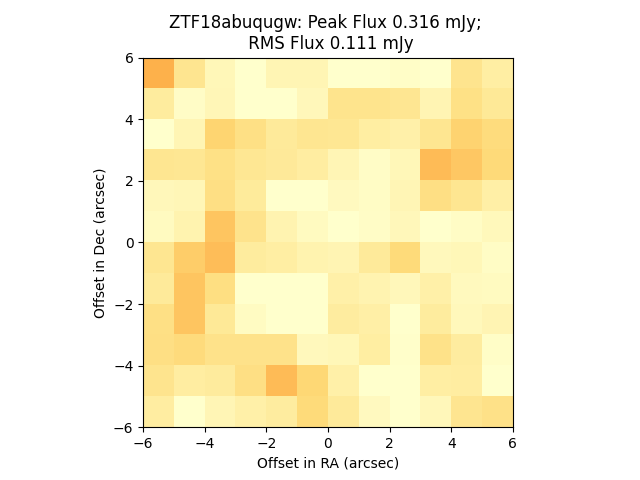 ZTF18abuqugw: Peak Flux 0.316 mJy;
RMS Flux 0.111 mJy
6
4
2
0
−2
−4
−6
Offset in Dec (arcsec)
−6 −4 −2 0 2 4 6
Offset in RA (arcsec)